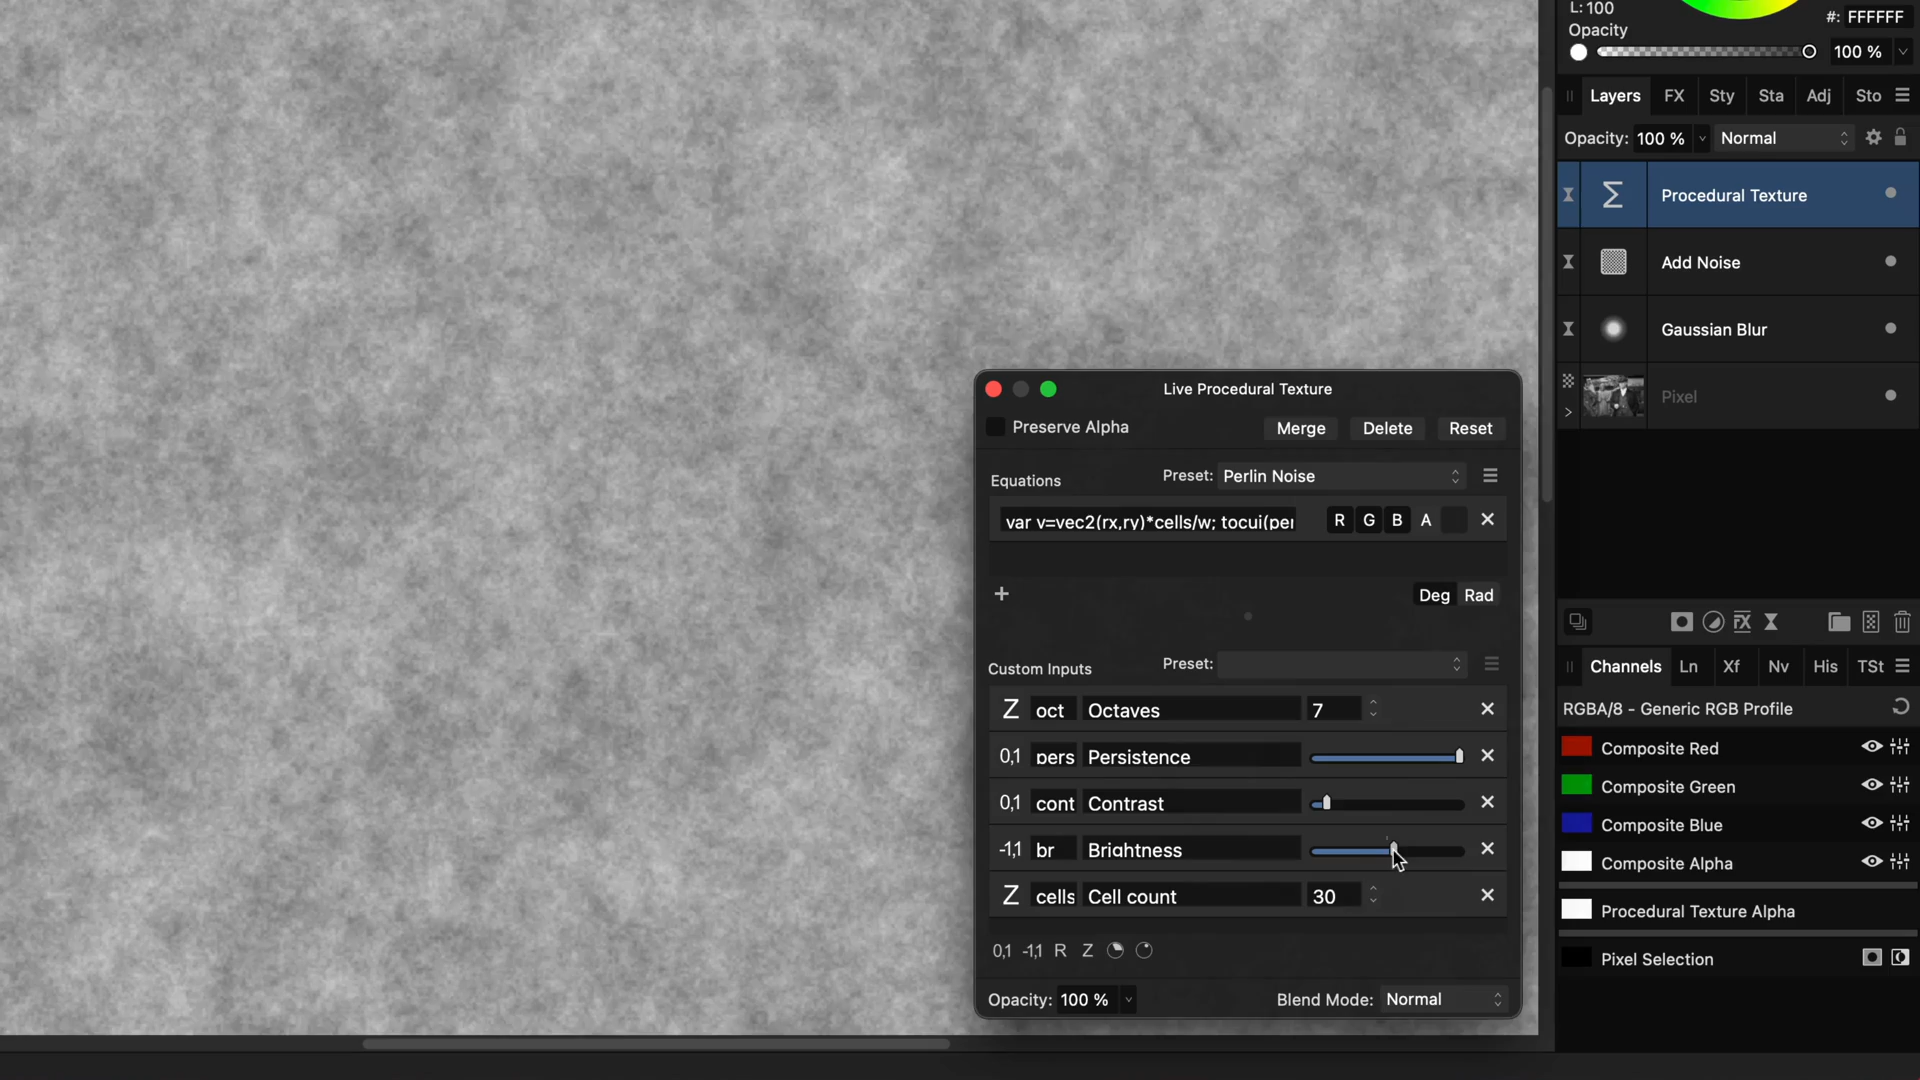 L: 100
#: FFFFFF
Opacity
100 %
Layers FX Sty Sta Adj Sto
Opacity: 100 % Normal
Procedural Texture
Add Noise
Gaussian Blur
Pixel
Live Procedural Texture
Preserve Alpha Merge Delete Reset
Equations Preset: Perlin Noise
var v=vec2(rx,ry)*cells/w; tocui(per R G B A
Deg Rad
Custom Inputs Preset:
Z oct Octaves 7
0,1 pers Persistence
0,1 cont Contrast
-1,1 br Brightness
Z cells Cell count 30
0,1 -1,1 R Z
Opacity: 100 % Blend Mode: Normal
Channels Ln Xf Nv His TSt
RGBA/8 - Generic RGB Profile
Composite Red
Composite Green
Composite Blue
Composite Alpha
Procedural Texture Alpha
Pixel Selection